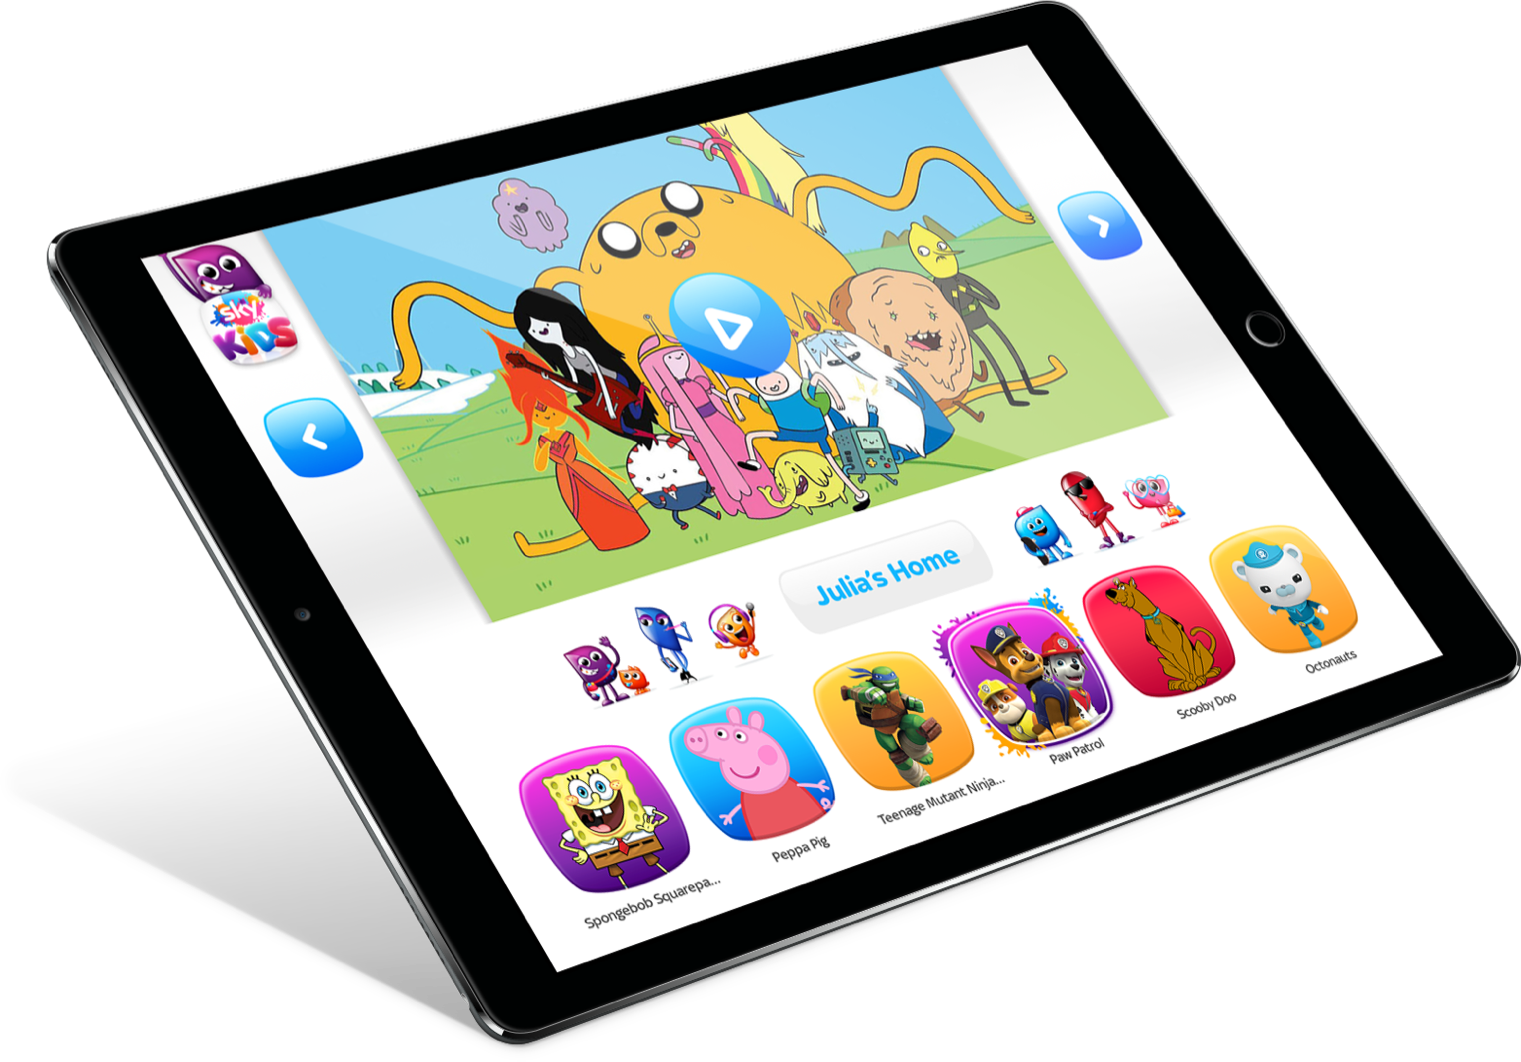 sky
KiDS
Julia's Home
Spongebob Squarepa...
Peppa Pig
Teenage Mutant Ninja...
Paw Patrol
Scooby Doo
Octonauts